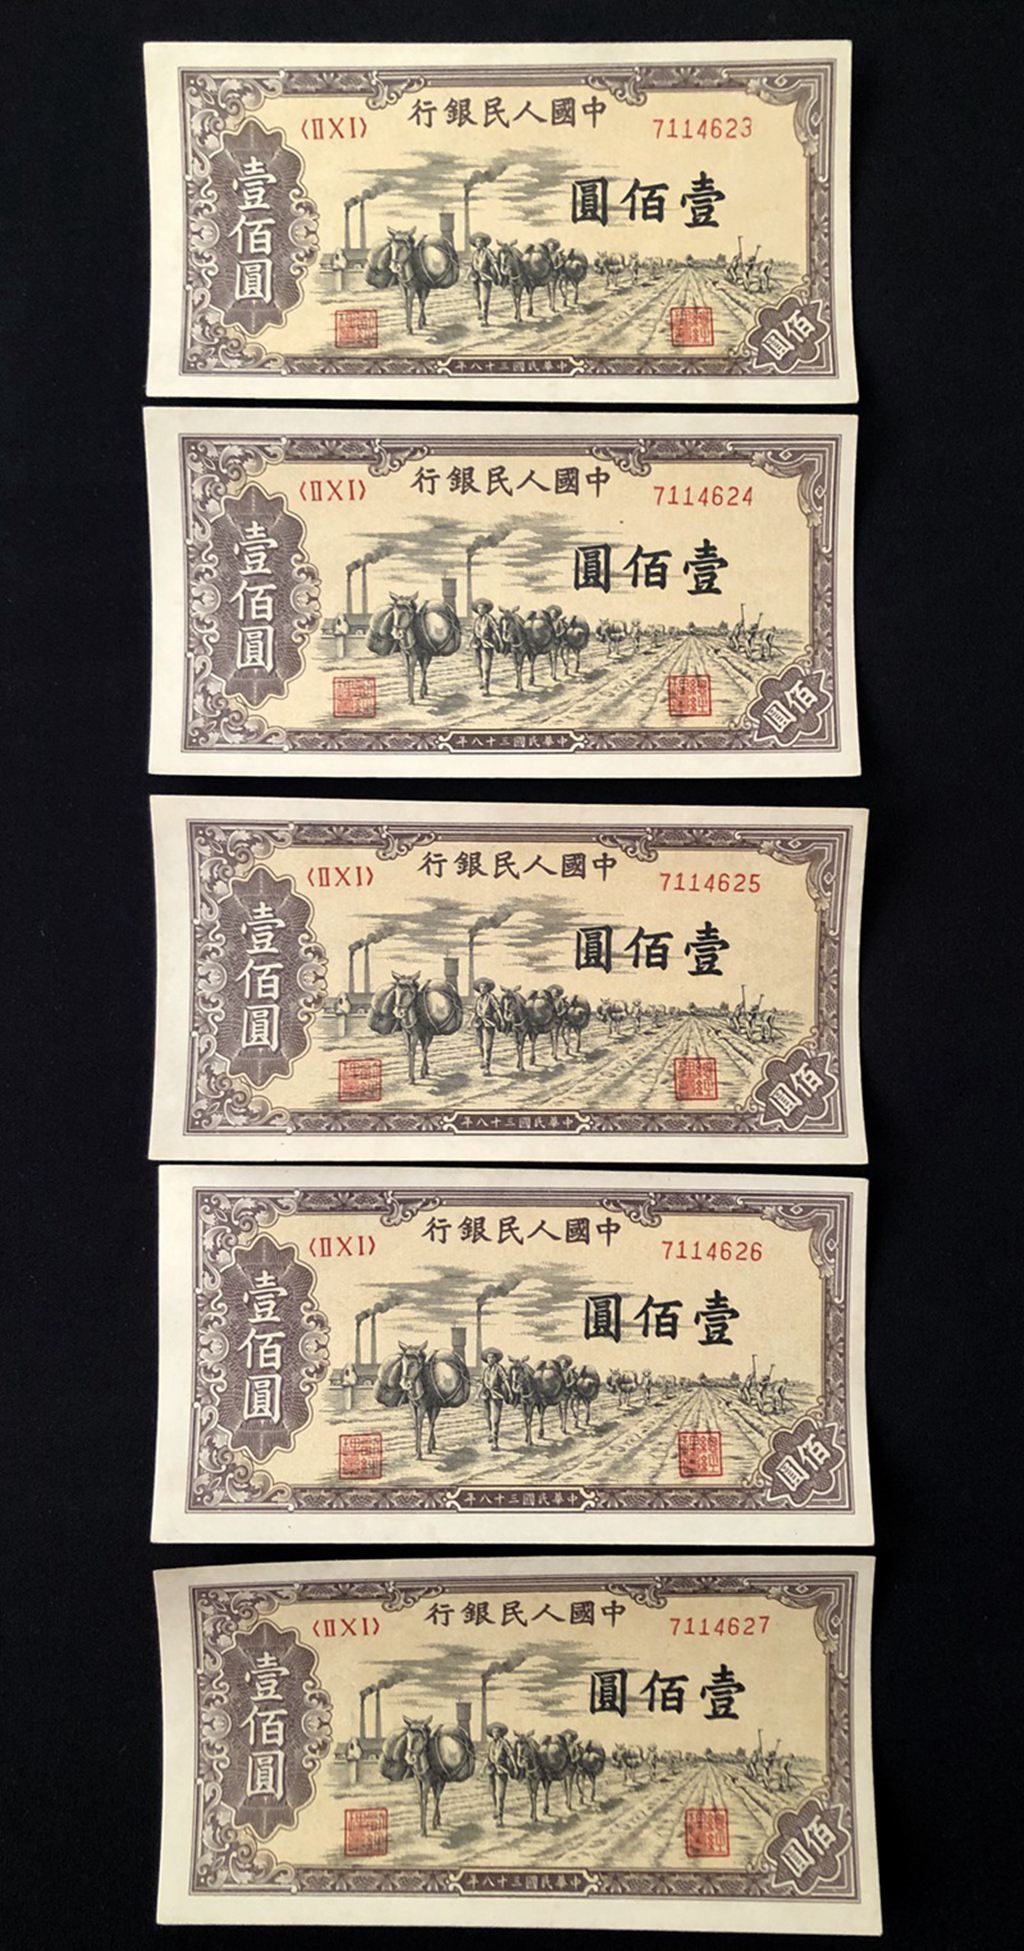 〈ⅡXI〉
行銀民人國中
7114623
圓佰壹
壹佰圓
佰圓
年八十三國民華中
〈ⅡXI〉
行銀民人國中
7114624
圓佰壹
壹佰圓
佰圓
年八十三國民華中
〈ⅡXI〉
行銀民人國中
7114625
圓佰壹
壹佰圓
佰圓
年八十三國民華中
〈ⅡXI〉
行銀民人國中
7114626
圓佰壹
壹佰圓
佰圓
年八十三國民華中
〈ⅡXI〉
行銀民人國中
7114627
圓佰壹
壹佰圓
佰圓
年八十三國民華中